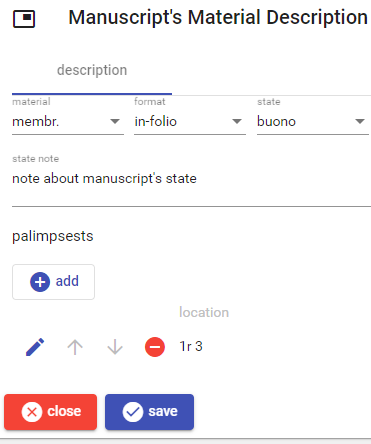 Manuscript's Material Description
description
material format state
membr. in-folio buono
state note
note about manuscript's state
palimpsests
add
location
1r 3
close save